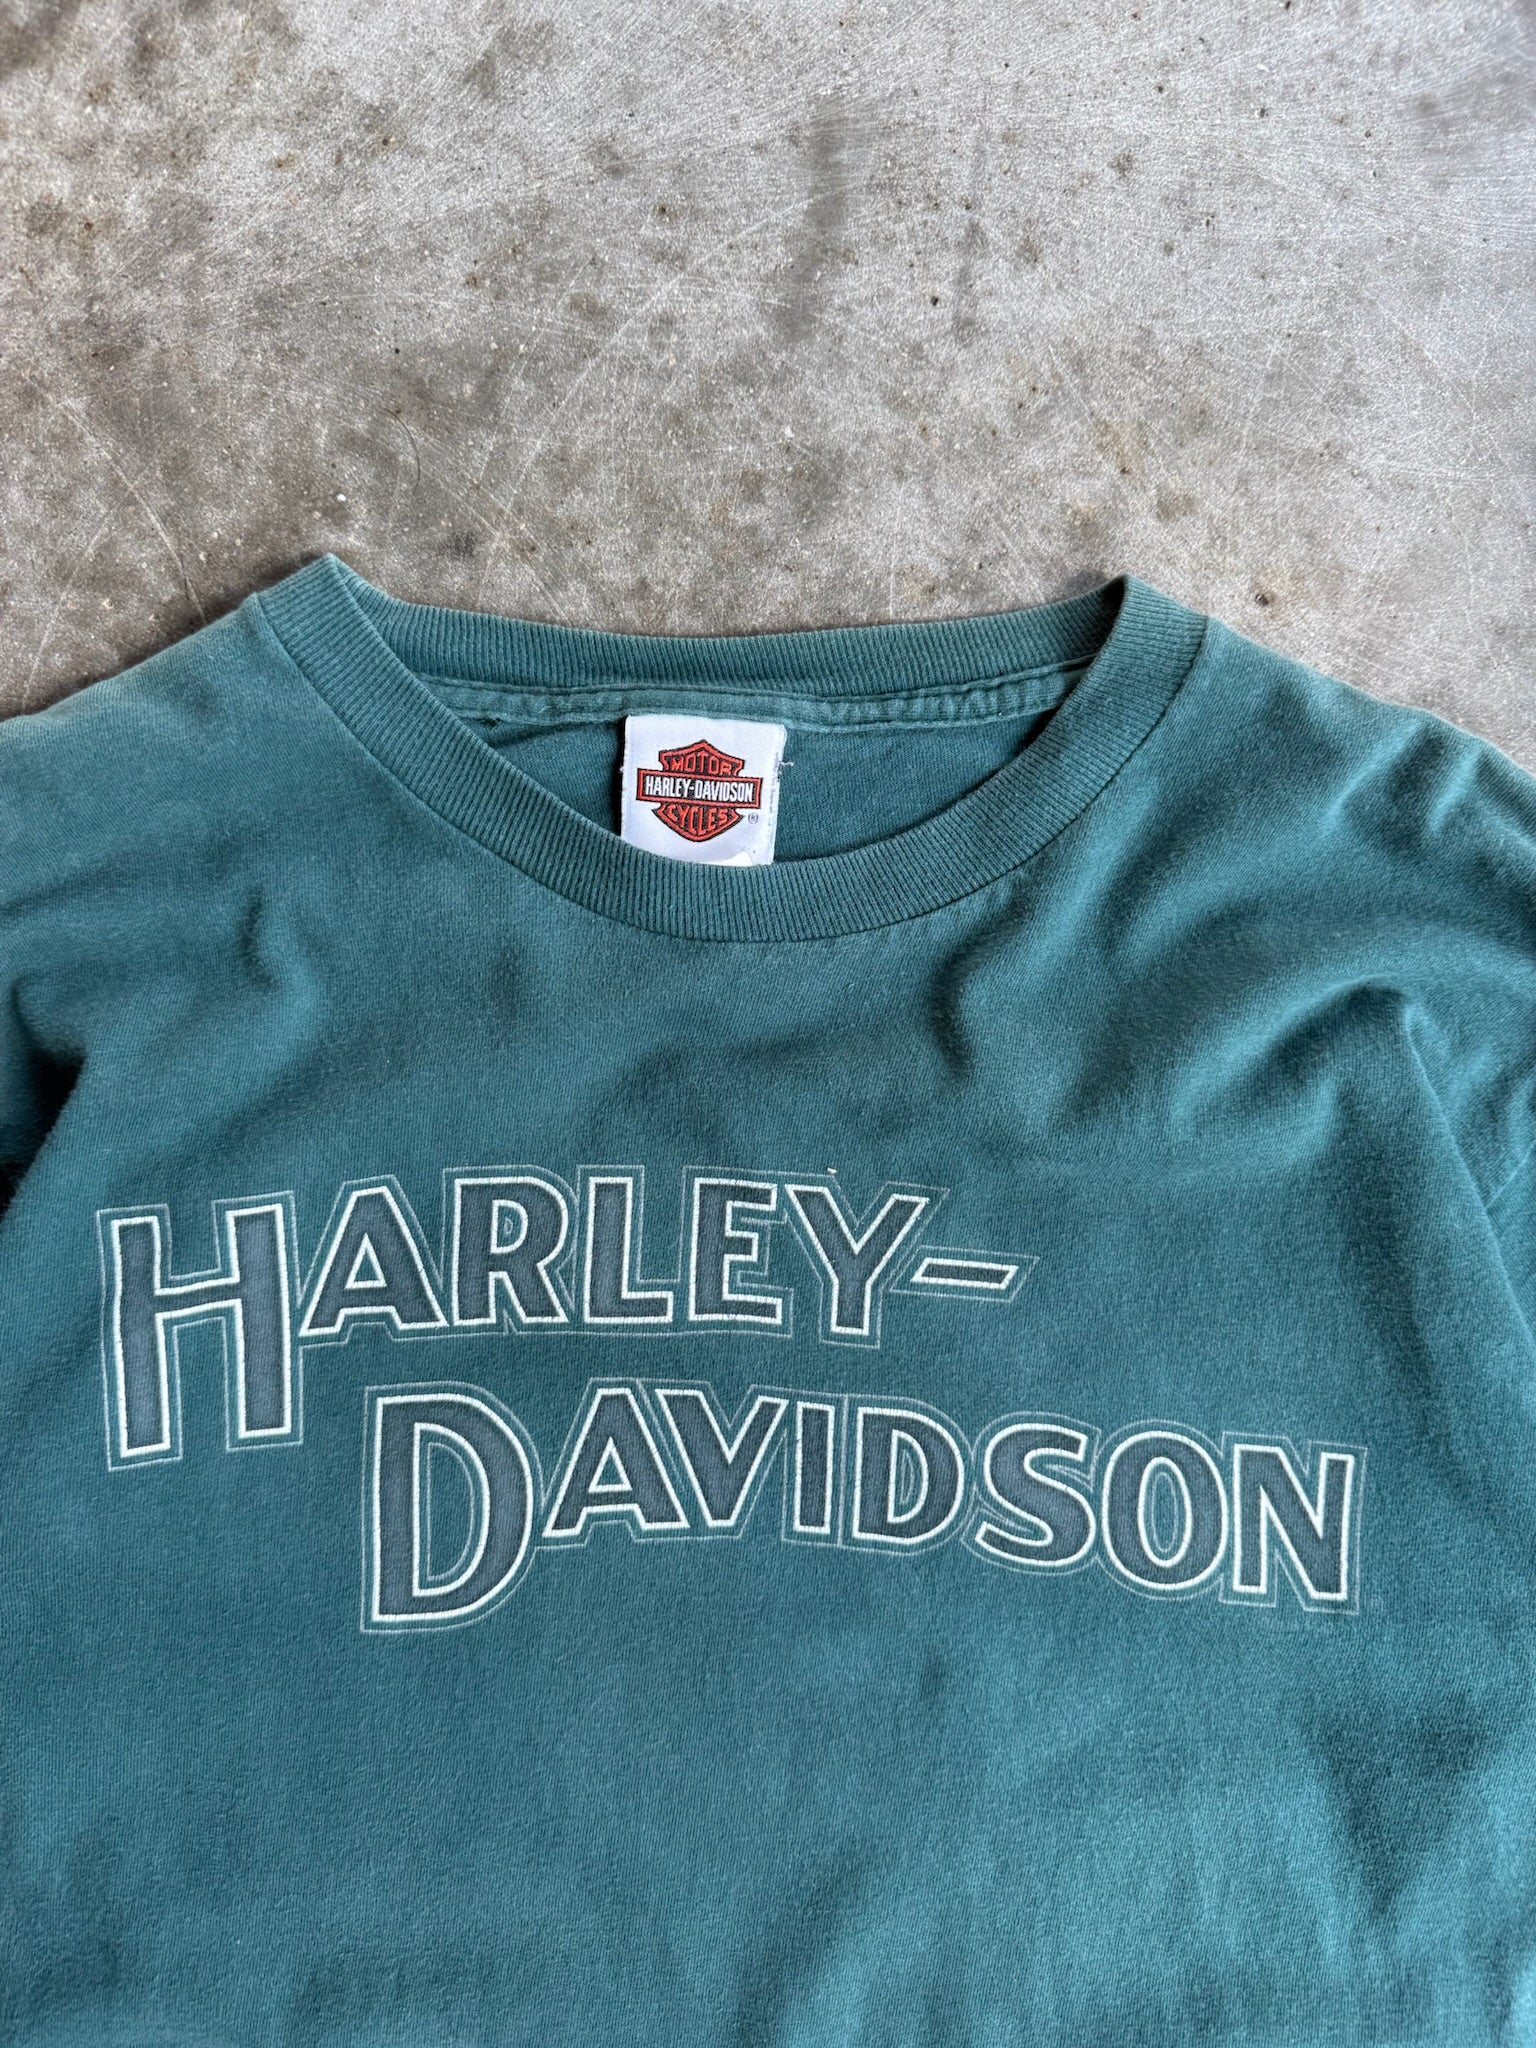 MOTOR
HARLEY-DAVIDSON
CYCLES
®
HARLEY-
DAVIDSON